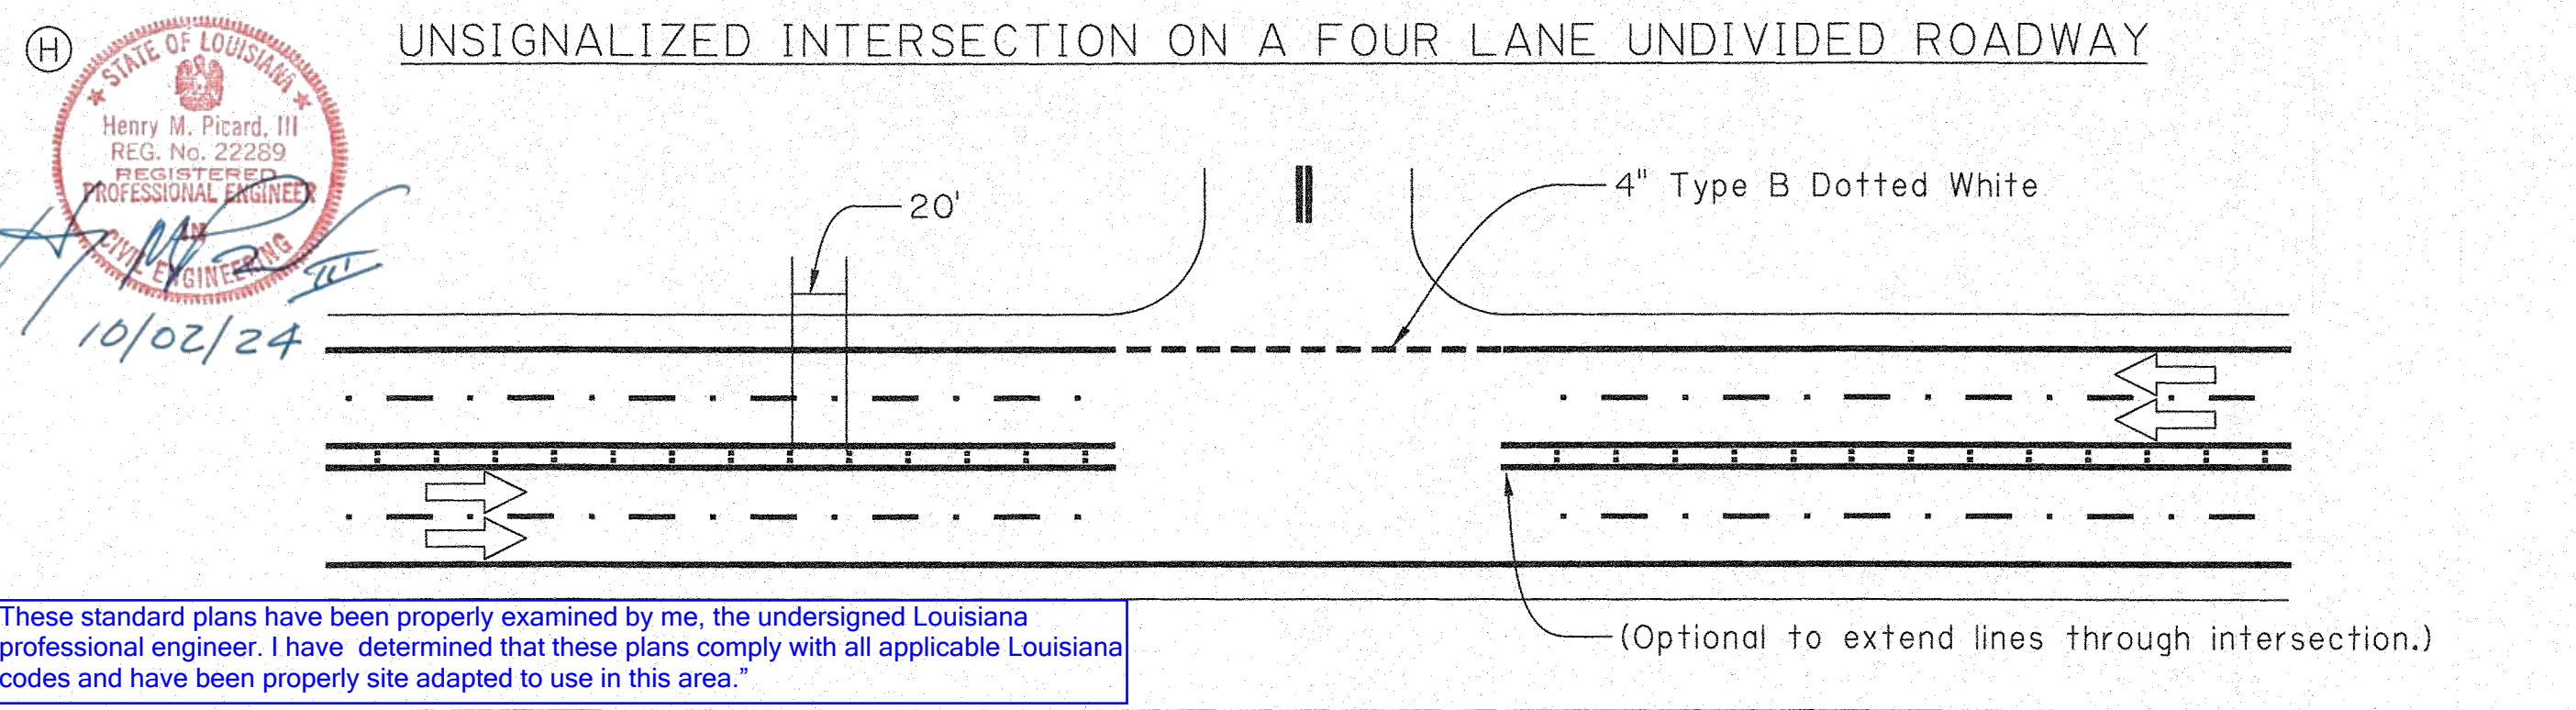 H
UNSIGNALIZED INTERSECTION ON A FOUR LANE UNDIVIDED ROADWAY
STATE OF LOUISIANA
Henry M. Picard, III
REG. No. 22289
REGISTERED
PROFESSIONAL ENGINEER
IN
CIVIL ENGINEERING
10/02/24
20'
4" Type B Dotted White
(Optional to extend lines through intersection.)
These standard plans have been properly examined by me, the undersigned Louisiana
professional engineer. I have determined that these plans comply with all applicable Louisiana
codes and have been properly site adapted to use in this area.”